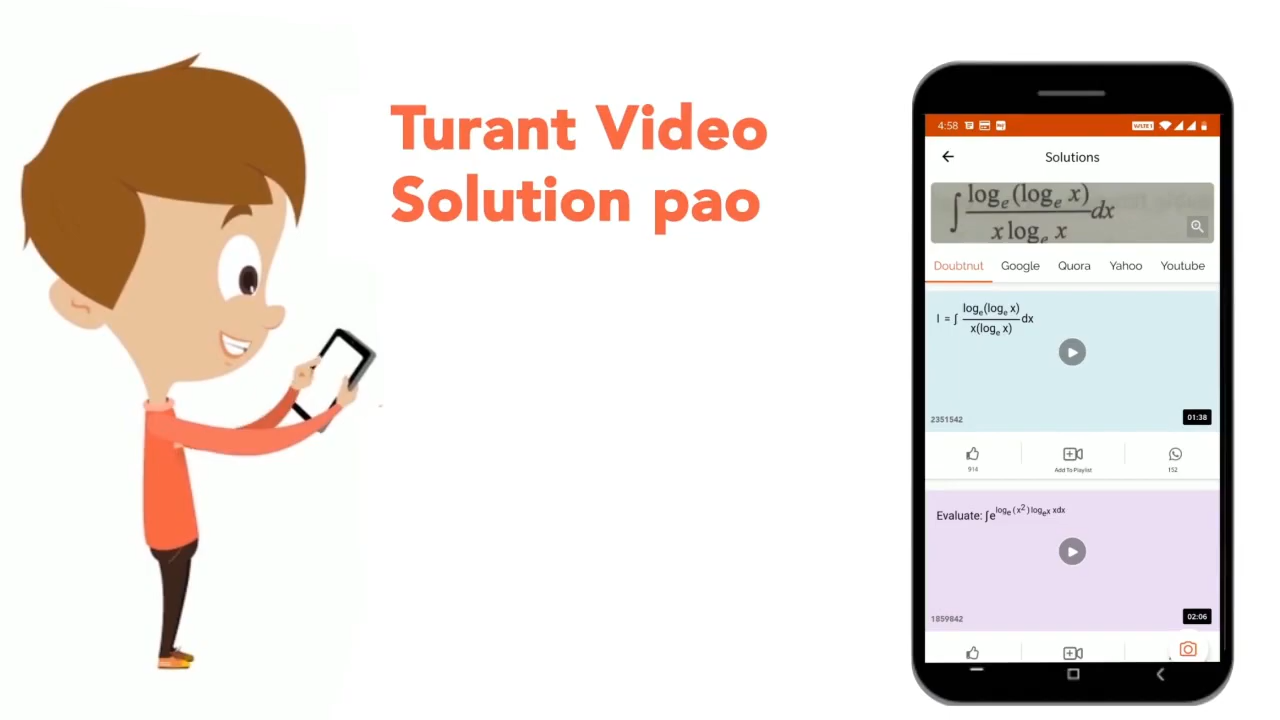 Turant Video
Solution pao
4:58
Solutions
∫ logₑ(logₑ x) / x logₑ x dx
Doubtnut Google Quora Yahoo Youtube
I = ∫ logₑ(logₑ x) / x(logₑ x) dx
2351542 01:38
914 Add To Playlist 152
Evaluate: ∫e^logₑ(x²)logₑx xdx
1859842 02:06